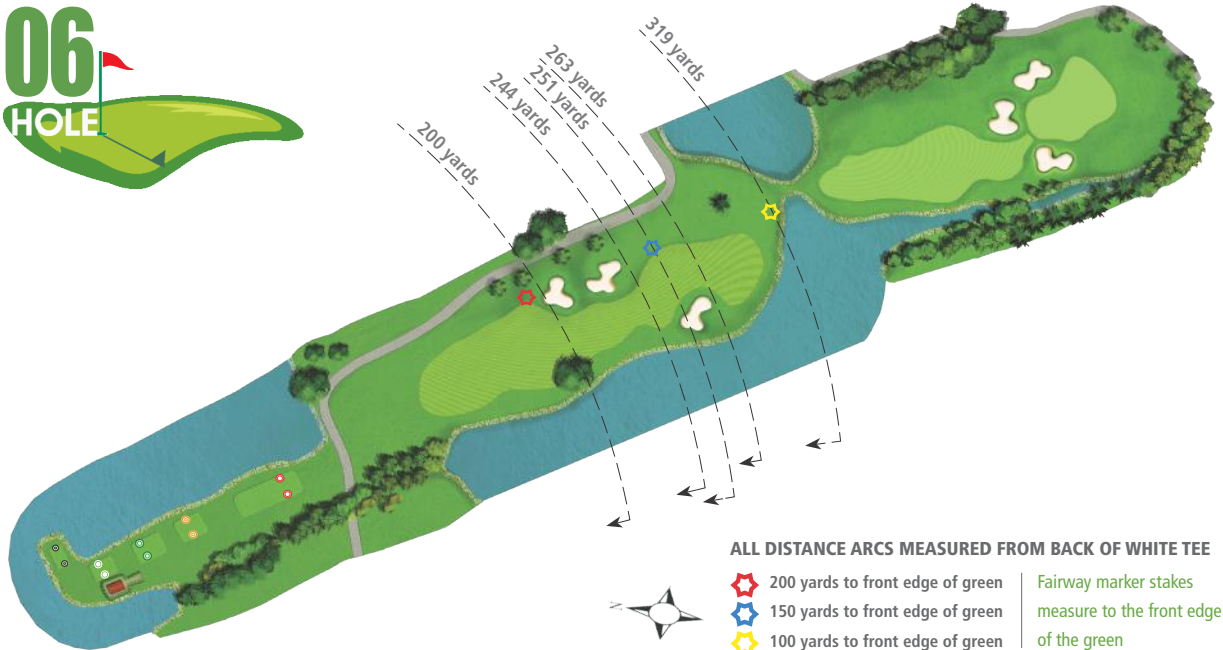 06
HOLE
200 yards
244 yards
251 yards
263 yards
319 yards
ALL DISTANCE ARCS MEASURED FROM BACK OF WHITE TEE
200 yards to front edge of green
150 yards to front edge of green
100 yards to front edge of green
Fairway marker stakes
measure to the front edge
of the green
N